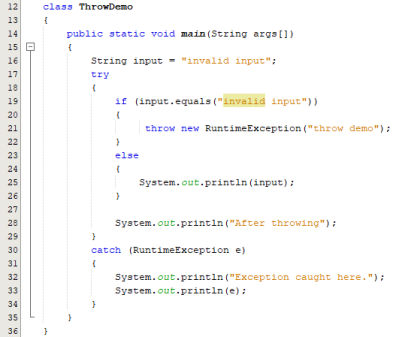 12 class ThrowDemo
13 {
14     public static void main(String args[])
15     {
16         String input = "invalid input";
17         try
18         {
19             if (input.equals("invalid input"))
20             {
21                 throw new RuntimeException("throw demo");
22             }
23             else
24             {
25                 System.out.println(input);
26             }
27
28             System.out.println("After throwing");
29         }
30         catch (RuntimeException e)
31         {
32             System.out.println("Exception caught here.");
33             System.out.println(e);
34         }
35     }
36 }